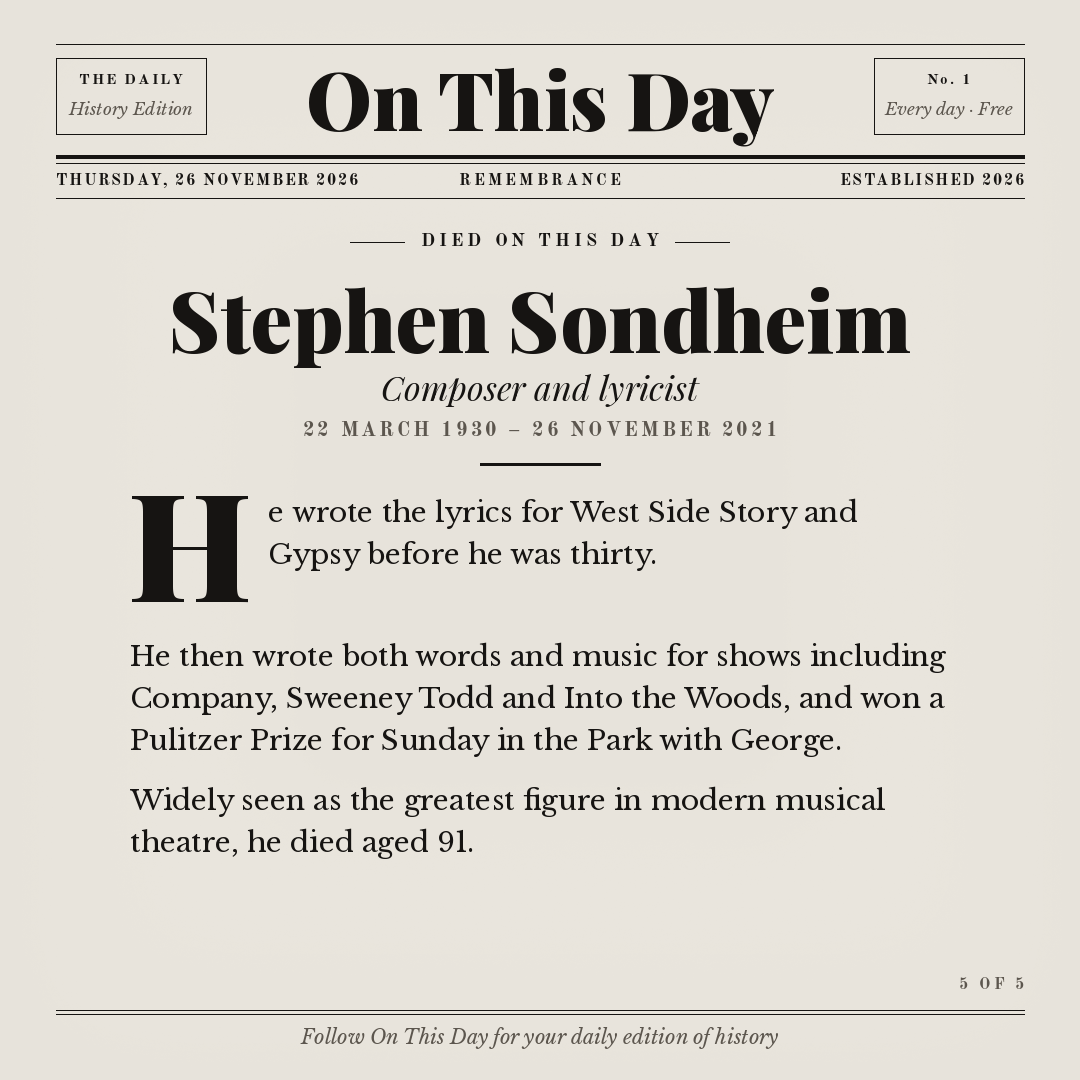 THE DAILY
History Edition
On This Day
No. 1
Every day · Free
THURSDAY, 26 NOVEMBER 2026
REMEMBRANCE
ESTABLISHED 2026
DIED ON THIS DAY
Stephen Sondheim
Composer and lyricist
22 MARCH 1930 – 26 NOVEMBER 2021
He wrote the lyrics for West Side Story and
Gypsy before he was thirty.
He then wrote both words and music for shows including
Company, Sweeney Todd and Into the Woods, and won a
Pulitzer Prize for Sunday in the Park with George.
Widely seen as the greatest figure in modern musical
theatre, he died aged 91.
5 OF 5
Follow On This Day for your daily edition of history